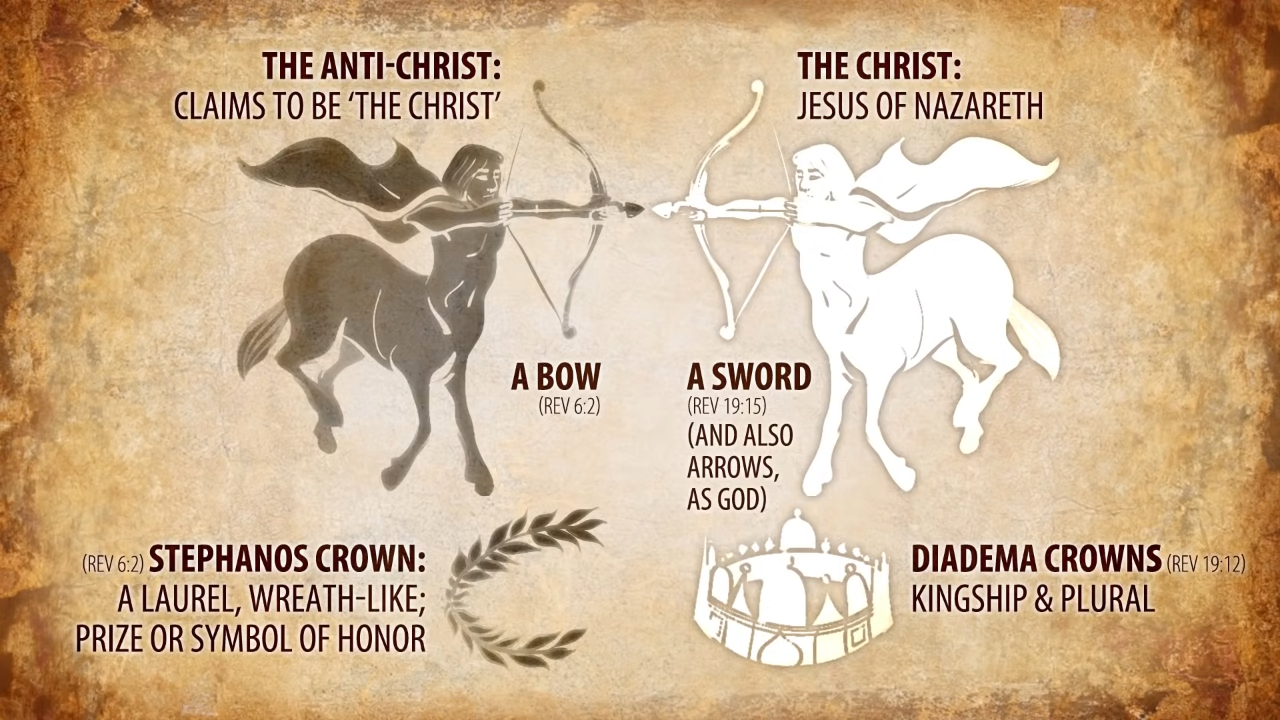 THE ANTI-CHRIST:
CLAIMS TO BE ‘THE CHRIST’
THE CHRIST:
JESUS OF NAZARETH
A BOW
(REV 6:2)
A SWORD
(REV 19:15)
(AND ALSO
ARROWS,
AS GOD)
(REV 6:2) STEPHANOS CROWN:
A LAUREL, WREATH-LIKE;
PRIZE OR SYMBOL OF HONOR
DIADEMA CROWNS (REV 19:12)
KINGSHIP & PLURAL